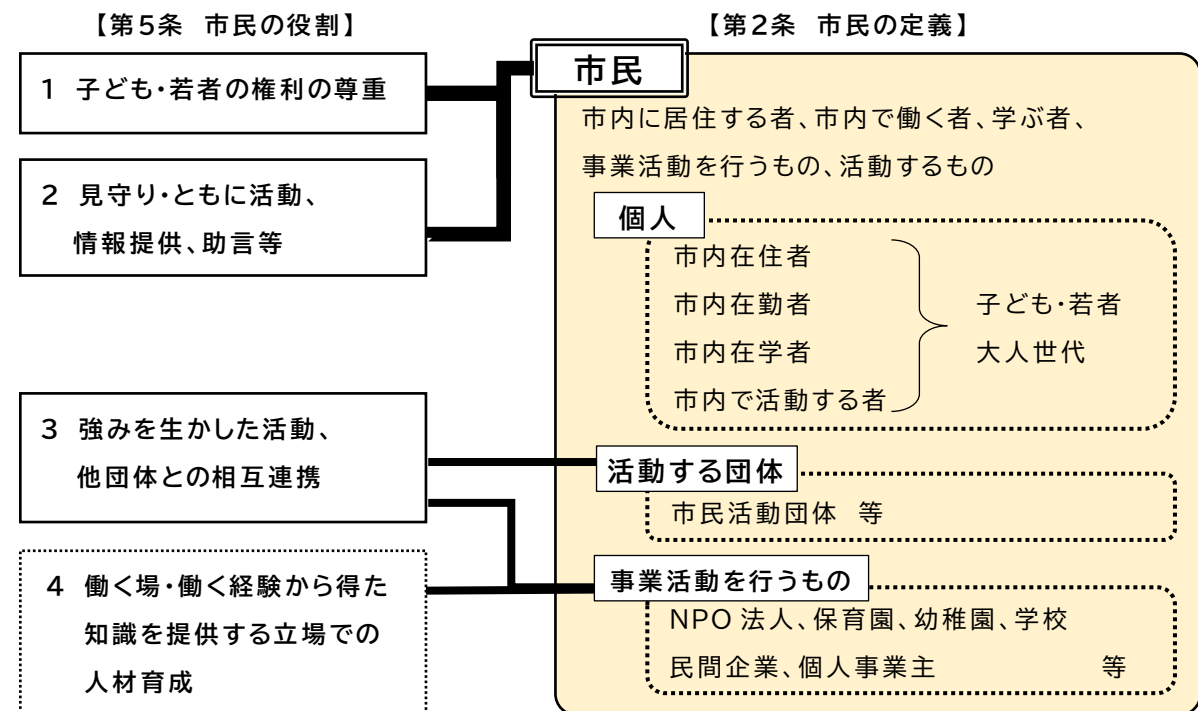 【第5条 市民の役割】
1 子ども・若者の権利の尊重
2 見守り・ともに活動、
情報提供、助言等
3 強みを生かした活動、
他団体との相互連携
4 働く場・働く経験から得た
知識を提供する立場での
人材育成
【第2条 市民の定義】
市民
市内に居住する者、市内で働く者、学ぶ者、
事業活動を行うもの、活動するもの
個人
市内在住者
市内在勤者
市内在学者
市内で活動する者
子ども・若者
大人世代
活動する団体
市民活動団体 等
事業活動を行うもの
NPO 法人、保育園、幼稚園、学校
民間企業、個人事業主 等